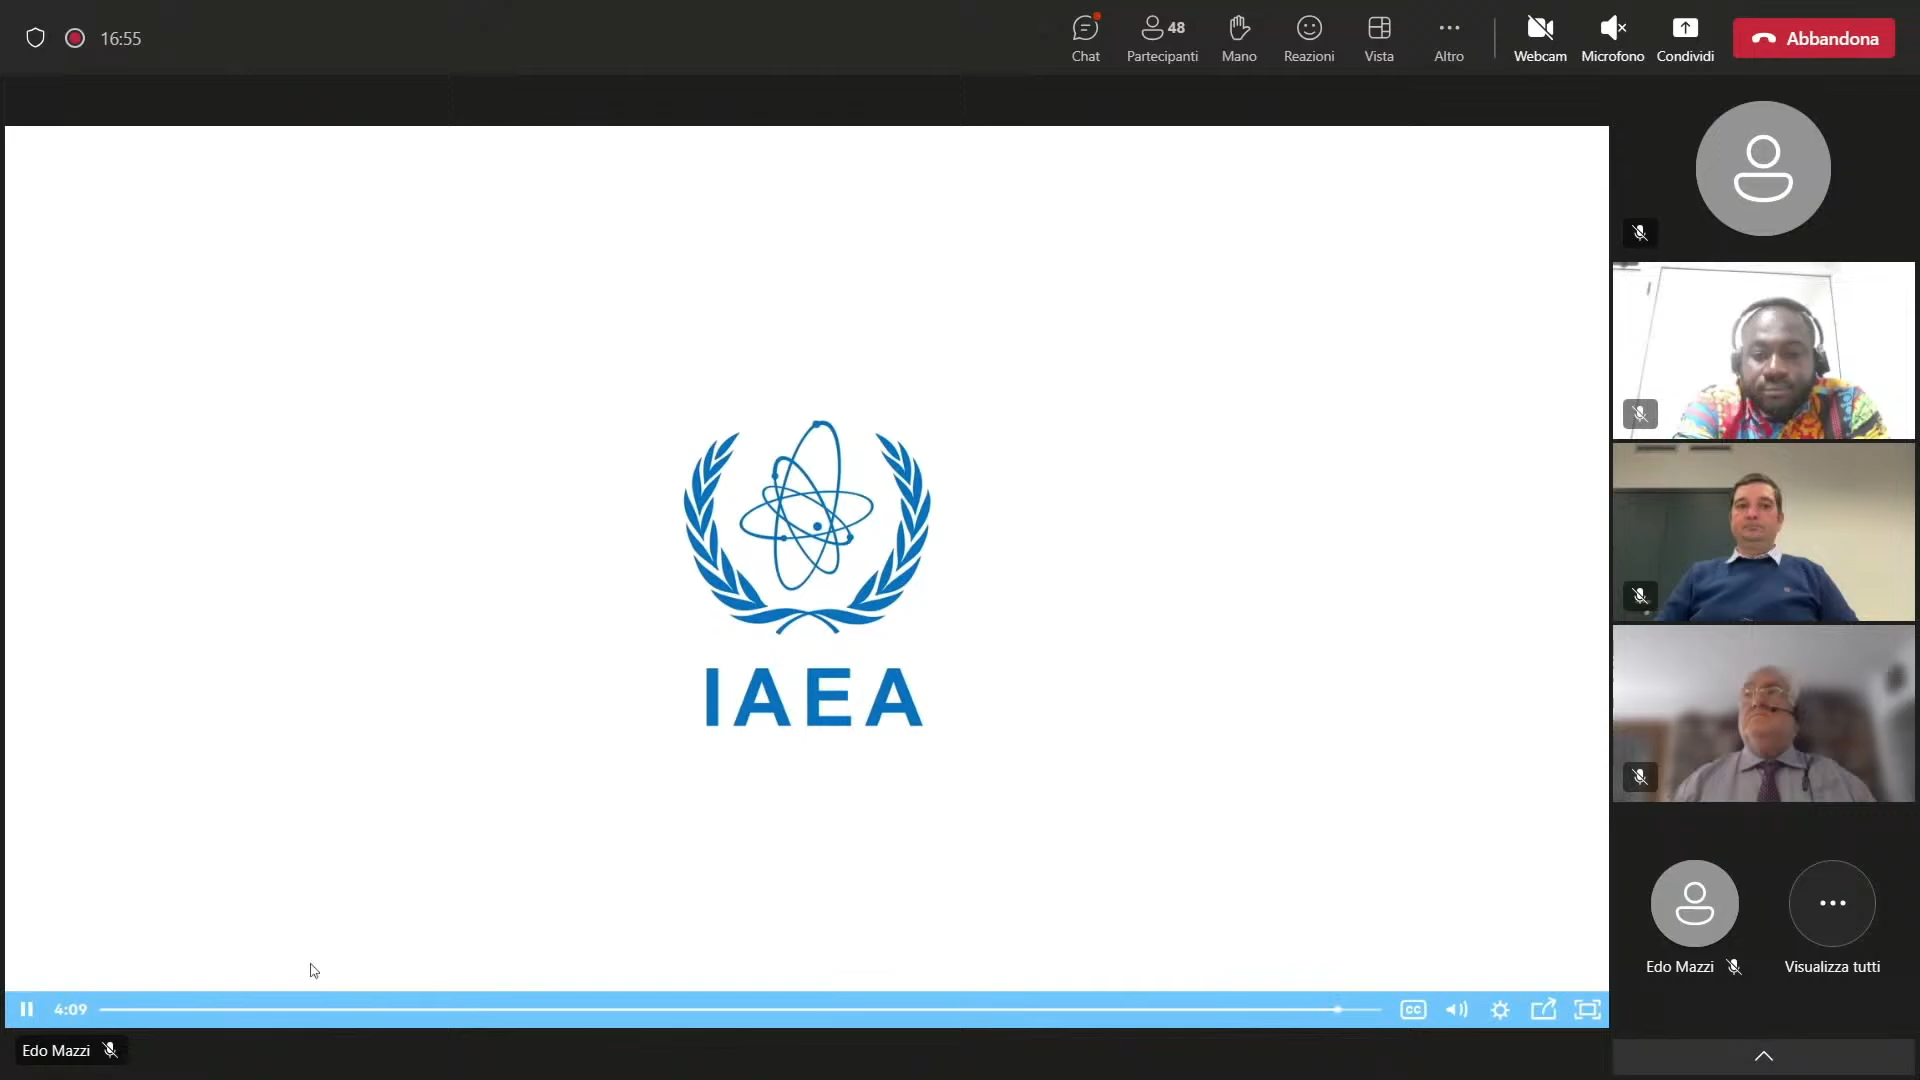 16:55
Chat
48
Partecipanti
Mano
Reazioni
Vista
Altro
Webcam
Microfono
Condividi
Abbandona
IAEA
4:09
CC
Edo Mazzi
Visualizza tutti
Edo Mazzi